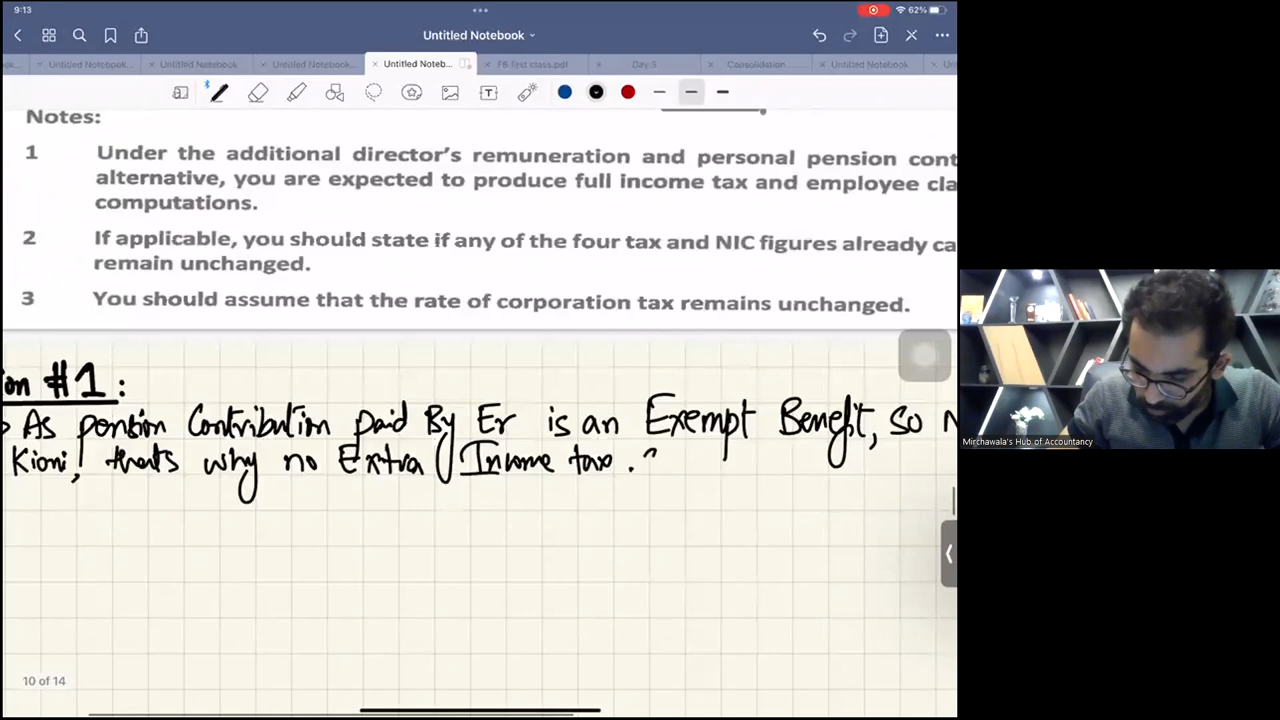 9:13
62%
Untitled Notebook
Untitled Notebook...
Untitled Notebook
Untitled Notebook...
Untitled Noteb...
F6 first class.pdf
Day 5
Consolidation...
Untitled Notebook
Notes:
1 Under the additional director's remuneration and personal pension cont
alternative, you are expected to produce full income tax and employee cla
computations.
2 If applicable, you should state if any of the four tax and NIC figures already ca
remain unchanged.
3 You should assume that the rate of corporation tax remains unchanged.
on #1:
As pension Contribution paid By Er is an Exempt Benefit, so N
Kioni, that's why no Extra Income tax.
10 of 14
Mirchawala's Hub of Accountancy